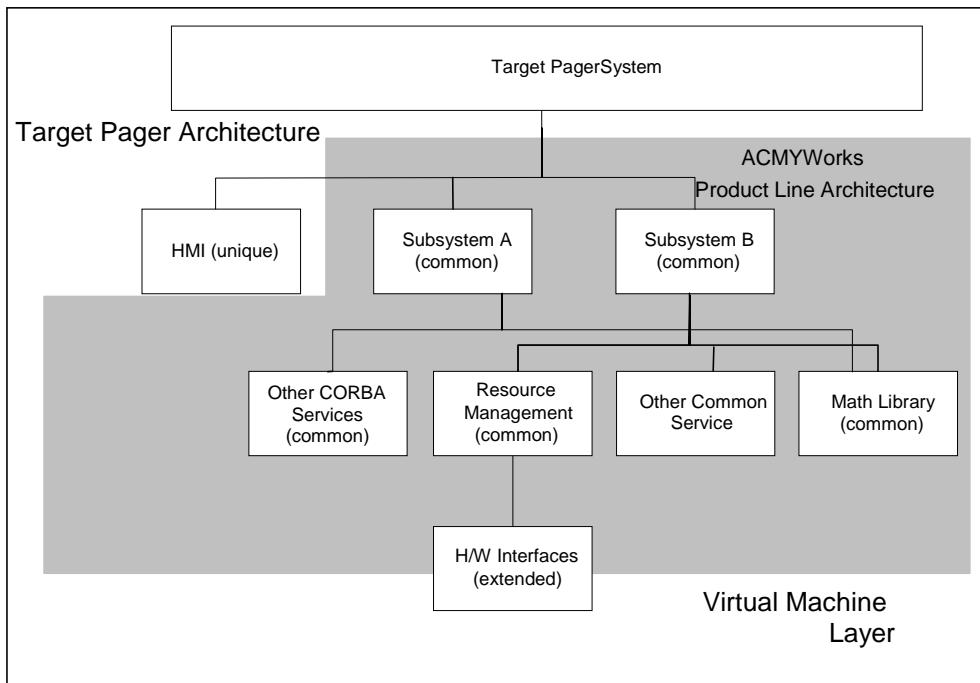 Target PagerSystem
Target Pager Architecture
ACMYWorks
Product Line Architecture
HMI (unique)
Subsystem A
(common)
Subsystem B
(common)
Other CORBA
Services
(common)
Resource
Management
(common)
Other Common
Service
Math Library
(common)
H/W Interfaces
(extended)
Virtual Machine
Layer